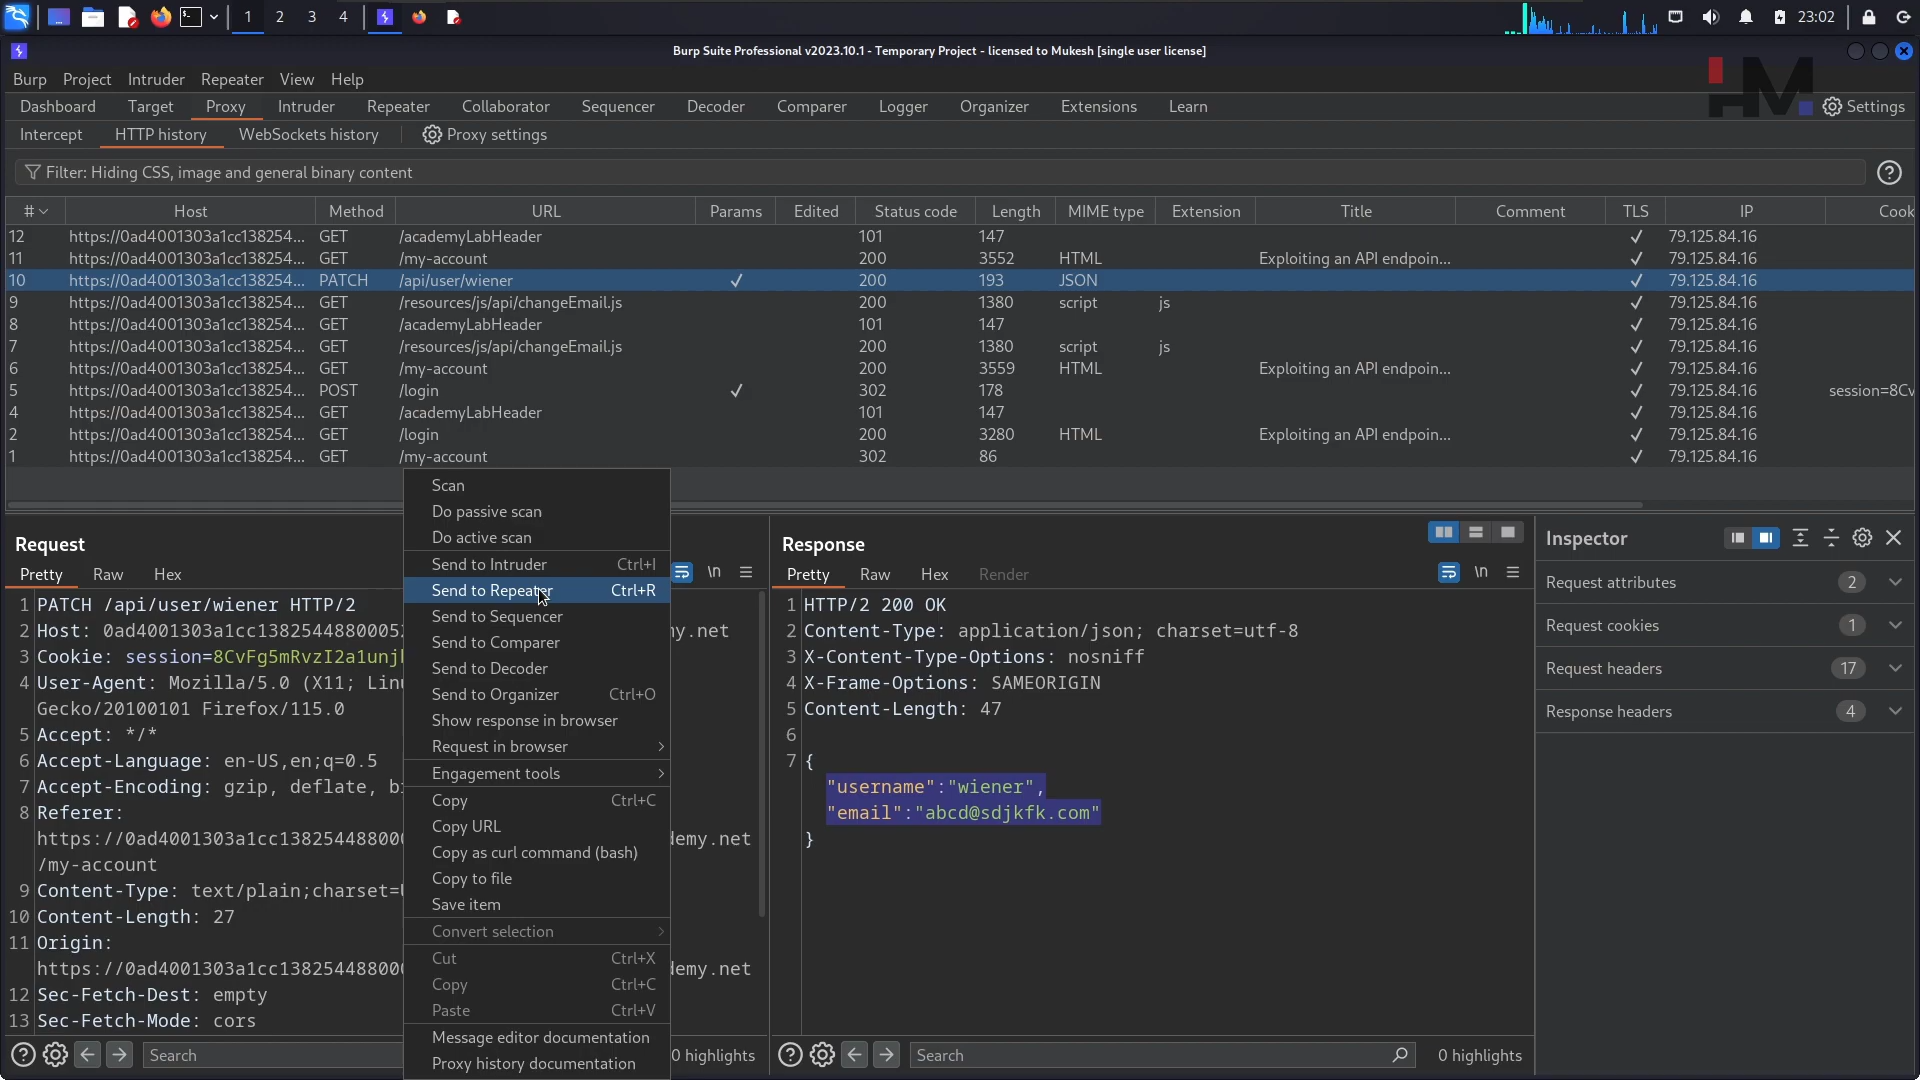 1 2 3 4 23:02
Burp Suite Professional v2023.10.1 - Temporary Project - licensed to Mukesh [single user license]
Burp Project Intruder Repeater View Help
HM
Dashboard Target Proxy Intruder Repeater Collaborator Sequencer Decoder Comparer Logger Organizer Extensions Learn Settings
Intercept HTTP history WebSockets history Proxy settings
Filter: Hiding CSS, image and general binary content
# Host Method URL Params Edited Status code Length MIME type Extension Title Comment TLS IP Cook
12 https://0ad4001303a1cc138254... GET /academyLabHeader 101 147 ✓ 79.125.84.16
11 https://0ad4001303a1cc138254... GET /my-account 200 3552 HTML Exploiting an API endpoin... ✓ 79.125.84.16
10 https://0ad4001303a1cc138254... PATCH /api/user/wiener ✓ 200 193 JSON ✓ 79.125.84.16
9 https://0ad4001303a1cc138254... GET /resources/js/api/changeEmail.js 200 1380 script js ✓ 79.125.84.16
8 https://0ad4001303a1cc138254... GET /academyLabHeader 101 147 ✓ 79.125.84.16
7 https://0ad4001303a1cc138254... GET /resources/js/api/changeEmail.js 200 1380 script js ✓ 79.125.84.16
6 https://0ad4001303a1cc138254... GET /my-account 200 3559 HTML Exploiting an API endpoin... ✓ 79.125.84.16
5 https://0ad4001303a1cc138254... POST /login ✓ 302 178 ✓ 79.125.84.16 session=8Cv
4 https://0ad4001303a1cc138254... GET /academyLabHeader 101 147 ✓ 79.125.84.16
2 https://0ad4001303a1cc138254... GET /login 200 3280 HTML Exploiting an API endpoin... ✓ 79.125.84.16
1 https://0ad4001303a1cc138254... GET /my-account 302 86 ✓ 79.125.84.16
Request
Pretty Raw Hex \n
1 PATCH /api/user/wiener HTTP/2
2 Host: 0ad4001303a1cc13825448800052 my.net
3 Cookie: session=8CvFg5mRvzI2a1unj
4 User-Agent: Mozilla/5.0 (X11; Linu
Gecko/20100101 Firefox/115.0
5 Accept: */*
6 Accept-Language: en-US,en;q=0.5
7 Accept-Encoding: gzip, deflate, b
8 Referer:
https://0ad4001303a1cc138254488000 demy.net
/my-account
9 Content-Type: text/plain;charset=U
10 Content-Length: 27
11 Origin:
https://0ad4001303a1cc138254488000 demy.net
12 Sec-Fetch-Dest: empty
13 Sec-Fetch-Mode: cors
Search 0 highlights
Scan
Do passive scan
Do active scan
Send to Intruder Ctrl+I
Send to Repeater Ctrl+R
Send to Sequencer
Send to Comparer
Send to Decoder
Send to Organizer Ctrl+O
Show response in browser
Request in browser
Engagement tools
Copy Ctrl+C
Copy URL
Copy as curl command (bash)
Copy to file
Save item
Convert selection
Cut Ctrl+X
Copy Ctrl+C
Paste Ctrl+V
Message editor documentation
Proxy history documentation
Response
Pretty Raw Hex Render \n
1 HTTP/2 200 OK
2 Content-Type: application/json; charset=utf-8
3 X-Content-Type-Options: nosniff
4 X-Frame-Options: SAMEORIGIN
5 Content-Length: 47
6
7 {
"username":"wiener",
"email":"abcd@sdjkfk.com"
}
Search 0 highlights
Inspector
Request attributes 2
Request cookies 1
Request headers 17
Response headers 4